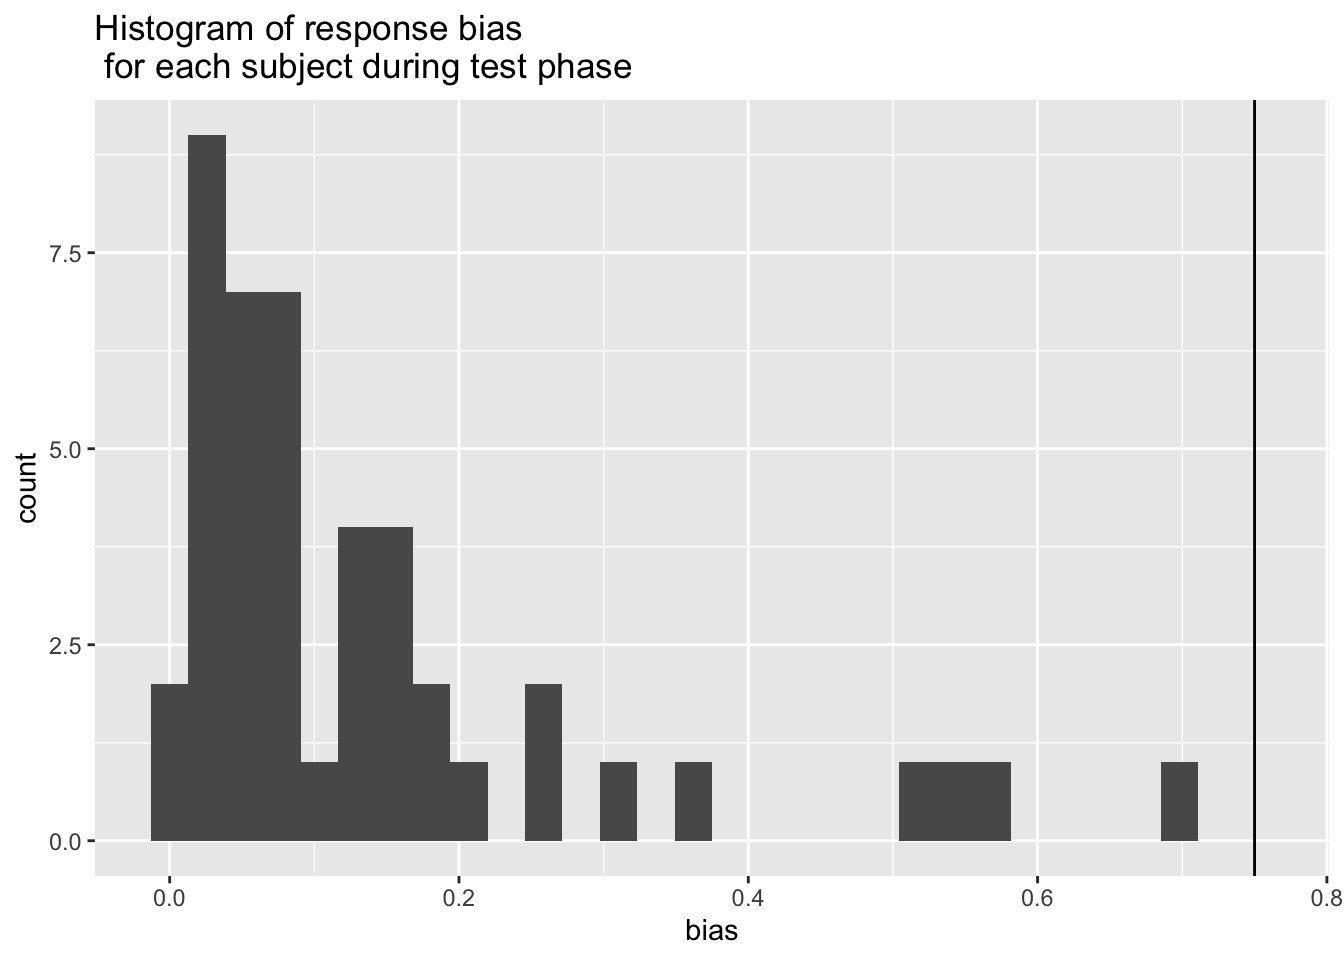 Histogram of response bias
for each subject during test phase
7.5
5.0
2.5
0.0
count
0.0 0.2 0.4 0.6 0.8
bias